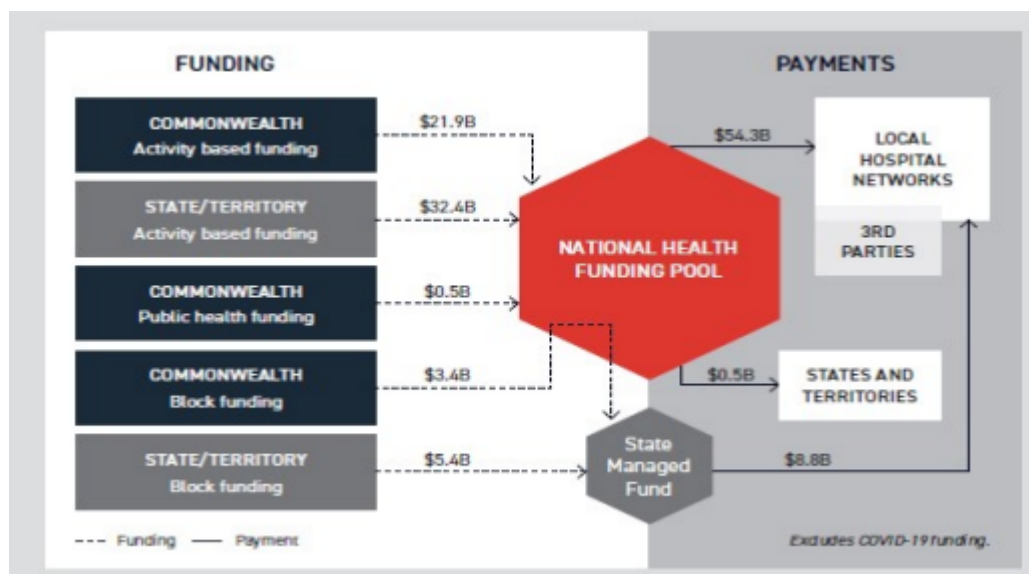 FUNDING
PAYMENTS
COMMONWEALTH
Activity based funding
$21.9B
$54.3B
LOCAL
HOSPITAL
NETWORKS
STATE/TERRITORY
Activity based funding
$32.4B
3RD
PARTIES
NATIONAL HEALTH
FUNDING POOL
COMMONWEALTH
Public health funding
$0.5B
COMMONWEALTH
Block funding
$3.4B
$0.5B
STATES AND
TERRITORIES
STATE/TERRITORY
Block funding
$5.4B
State
Managed
Fund
$8.8B
Funding
Payment
Excludes COVID-19 funding.